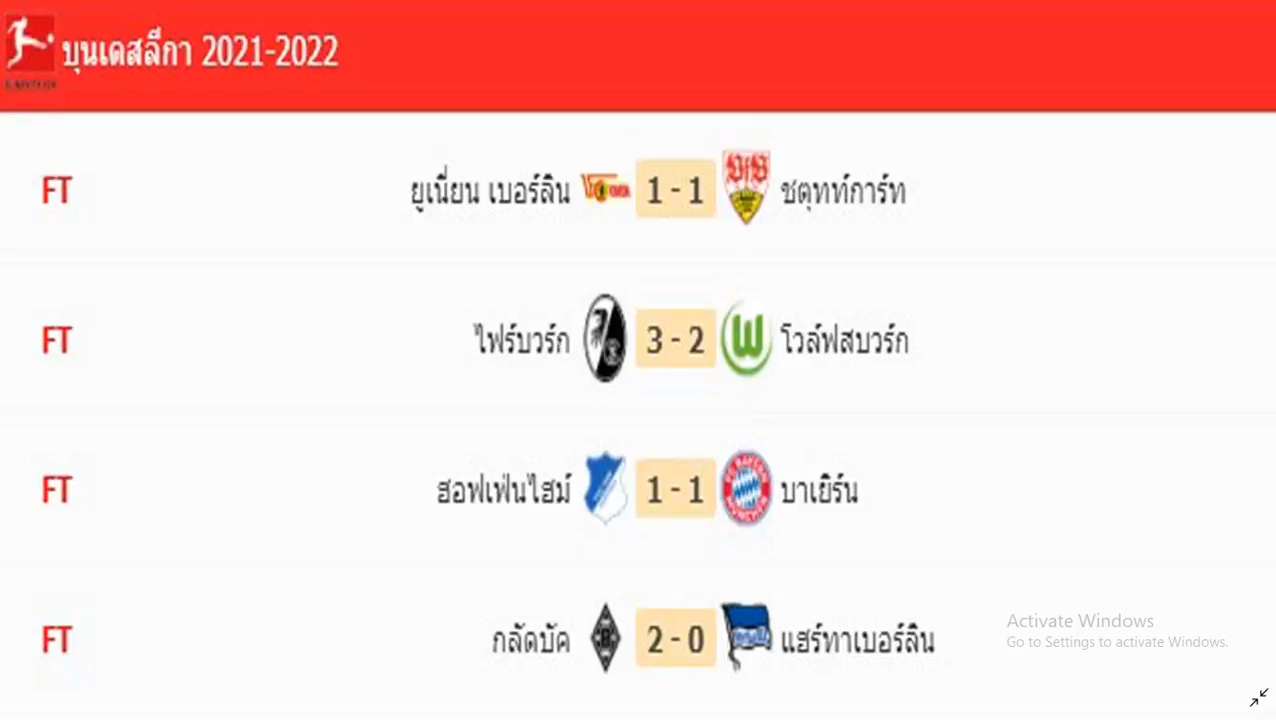 บุนเดสลีกา 2021-2022
FT ยูเนี่ยน เบอร์ลิน 1 - 1 ชตุทท์การ์ท
FT ไฟร์บวร์ก 3 - 2 โวล์ฟสบวร์ก
FT ฮอฟเฟ่นไฮม์ 1 - 1 บาเยิร์น
FT กลัดบัค 2 - 0 แฮร์ทาเบอร์ลิน
Activate Windows
Go to Settings to activate Windows.